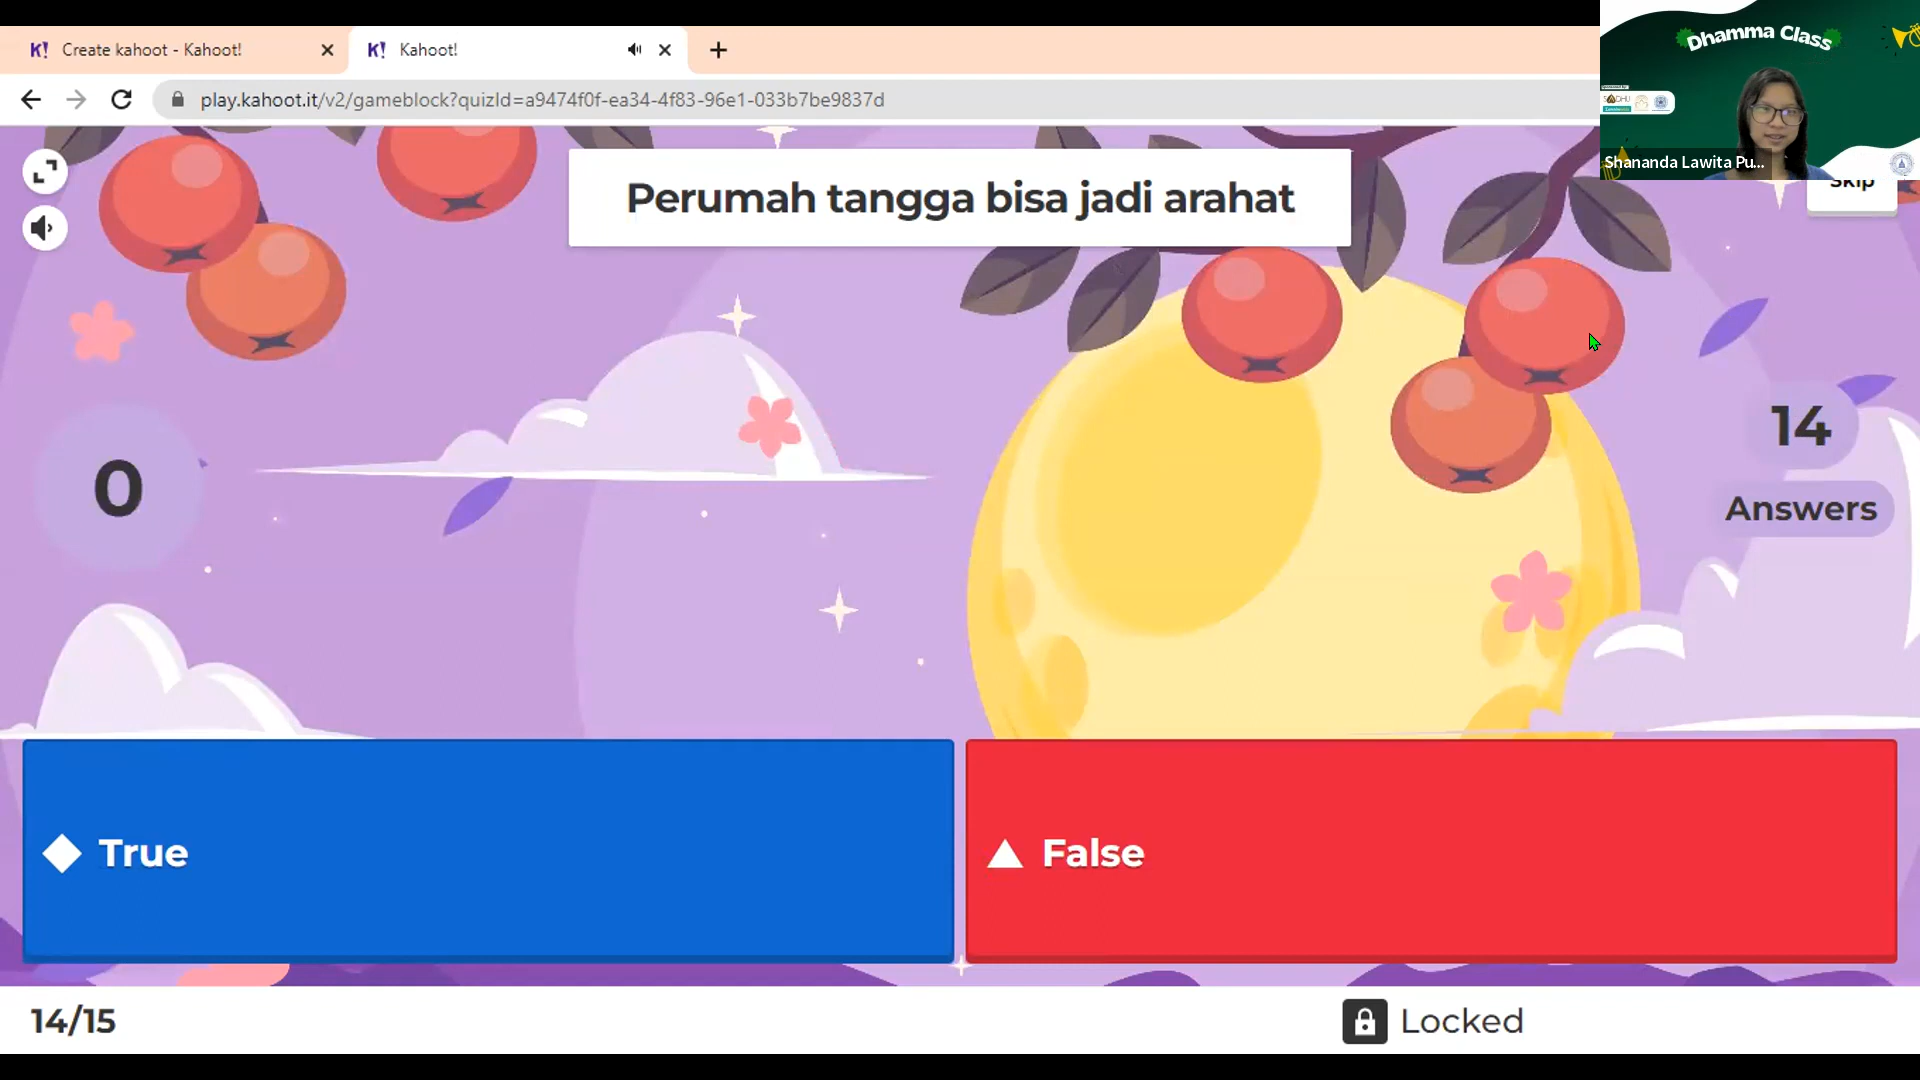 Create kahoot - Kahoot!
Kahoot!
play.kahoot.it/v2/gameblock?quizId=a9474f0f-ea34-4f83-96e1-033b7be9837d
Dhamma Class
Shananda Lawita Pu...
Skip
Perumah tangga bisa jadi arahat
0
14
Answers
True
False
14/15
Locked